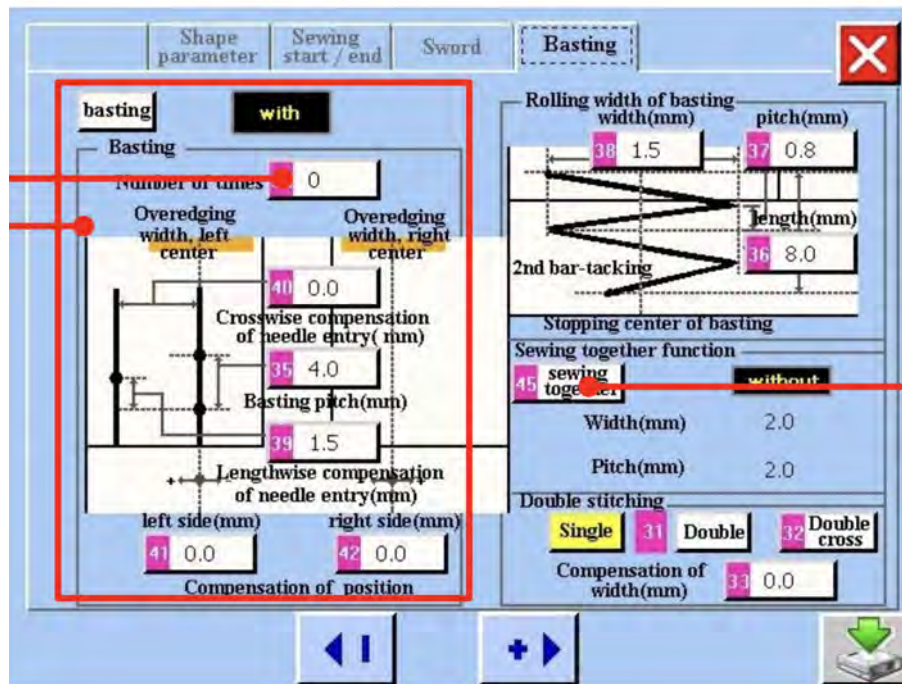 Shape
parameter
Sewing
start / end
Sword
Basting
basting
with
Basting
Number of times
0
Overedging
width, left
center
Overedging
width, right
center
40 0.0
Crosswise compensation
of needle entry( mm)
35 4.0
Basting pitch(mm)
39 1.5
Lengthwise compensation
of needle entry(mm)
- +
- +
left side(mm)
right side(mm)
41 0.0
42 0.0
Compensation of position
Rolling width of basting
width(mm)
pitch(mm)
38 1.5
37 0.8
length(mm)
36 8.0
2nd bar-tacking
Stopping center of basting
Sewing together function
45 sewing
together
without
Width(mm) 2.0
Pitch(mm) 2.0
Double stitching
Single
31 Double
32 Double
cross
Compensation of
width(mm)
33 0.0
+